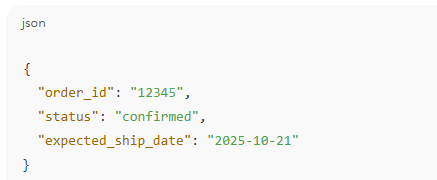 json
{
"order_id": "12345",
"status": "confirmed",
"expected_ship_date": "2025-10-21"
}